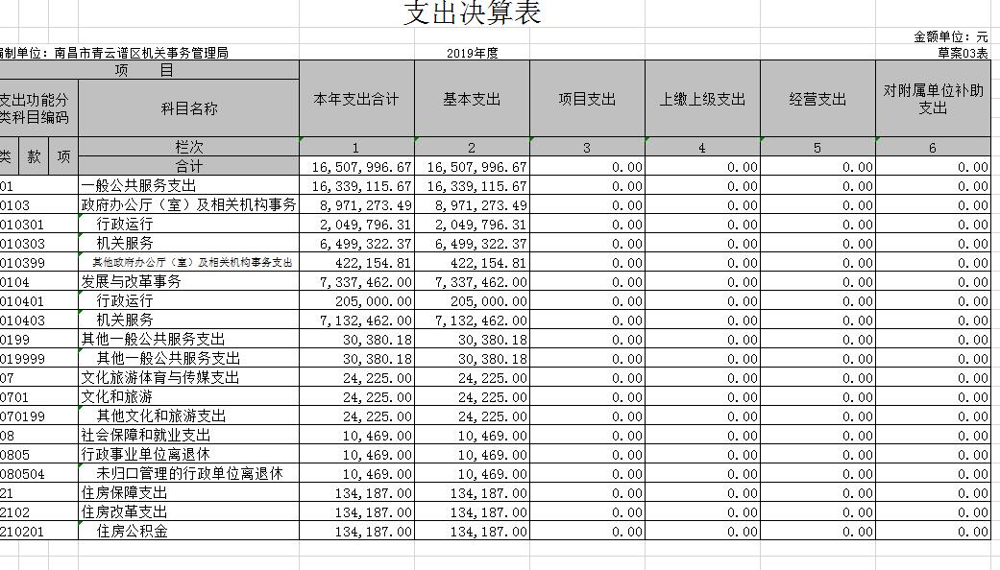 支出决算表
金额单位：元
编制单位：南昌市青云谱区机关事务管理局 2019年度 草案03表
项 目 本年支出合计 基本支出 项目支出 上缴上级支出 经营支出 对附属单位补助支出
支出功能分类科目编码 科目名称
类 款 项 栏次 1 2 3 4 5 6
合计 16,507,996.67 16,507,996.67 0.00 0.00 0.00 0.00
01 一般公共服务支出 16,339,115.67 16,339,115.67 0.00 0.00 0.00 0.00
0103 政府办公厅（室）及相关机构事务 8,971,273.49 8,971,273.49 0.00 0.00 0.00 0.00
010301 行政运行 2,049,796.31 2,049,796.31 0.00 0.00 0.00 0.00
010303 机关服务 6,499,322.37 6,499,322.37 0.00 0.00 0.00 0.00
010399 其他政府办公厅（室）及相关机构事务支出 422,154.81 422,154.81 0.00 0.00 0.00 0.00
0104 发展与改革事务 7,337,462.00 7,337,462.00 0.00 0.00 0.00 0.00
010401 行政运行 205,000.00 205,000.00 0.00 0.00 0.00 0.00
010403 机关服务 7,132,462.00 7,132,462.00 0.00 0.00 0.00 0.00
0199 其他一般公共服务支出 30,380.18 30,380.18 0.00 0.00 0.00 0.00
019999 其他一般公共服务支出 30,380.18 30,380.18 0.00 0.00 0.00 0.00
07 文化旅游体育与传媒支出 24,225.00 24,225.00 0.00 0.00 0.00 0.00
0701 文化和旅游 24,225.00 24,225.00 0.00 0.00 0.00 0.00
070199 其他文化和旅游支出 24,225.00 24,225.00 0.00 0.00 0.00 0.00
08 社会保障和就业支出 10,469.00 10,469.00 0.00 0.00 0.00 0.00
0805 行政事业单位离退休 10,469.00 10,469.00 0.00 0.00 0.00 0.00
080504 未归口管理的行政单位离退休 10,469.00 10,469.00 0.00 0.00 0.00 0.00
21 住房保障支出 134,187.00 134,187.00 0.00 0.00 0.00 0.00
2102 住房改革支出 134,187.00 134,187.00 0.00 0.00 0.00 0.00
210201 住房公积金 134,187.00 134,187.00 0.00 0.00 0.00 0.00